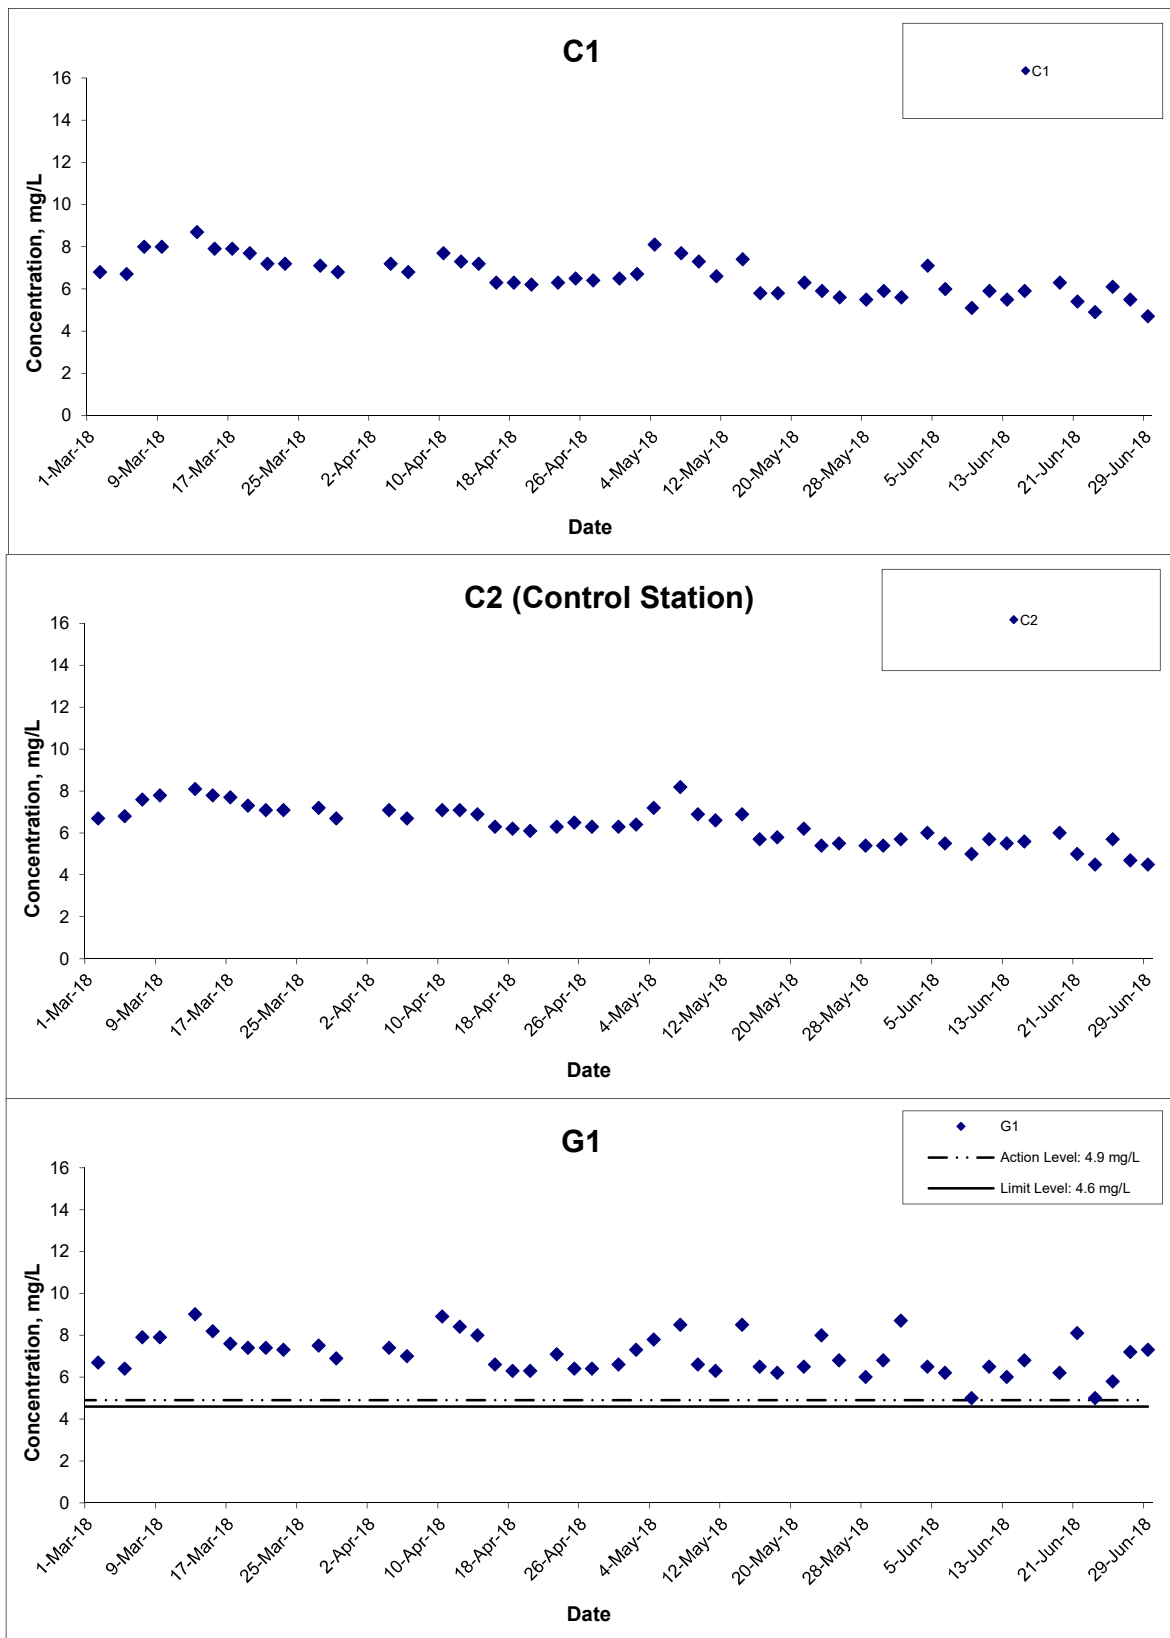 C1
C1
16
14
12
10
8
6
4
2
0
Concentration, mg/L
1-Mar-18
9-Mar-18
17-Mar-18
25-Mar-18
2-Apr-18
10-Apr-18
18-Apr-18
26-Apr-18
4-May-18
12-May-18
20-May-18
28-May-18
5-Jun-18
13-Jun-18
21-Jun-18
29-Jun-18
Date
C2 (Control Station)
C2
16
14
12
10
8
6
4
2
0
Concentration, mg/L
1-Mar-18
9-Mar-18
17-Mar-18
25-Mar-18
2-Apr-18
10-Apr-18
18-Apr-18
26-Apr-18
4-May-18
12-May-18
20-May-18
28-May-18
5-Jun-18
13-Jun-18
21-Jun-18
29-Jun-18
Date
G1
G1
Action Level: 4.9 mg/L
Limit Level: 4.6 mg/L
16
14
12
10
8
6
4
2
0
Concentration, mg/L
1-Mar-18
9-Mar-18
17-Mar-18
25-Mar-18
2-Apr-18
10-Apr-18
18-Apr-18
26-Apr-18
4-May-18
12-May-18
20-May-18
28-May-18
5-Jun-18
13-Jun-18
21-Jun-18
29-Jun-18
Date